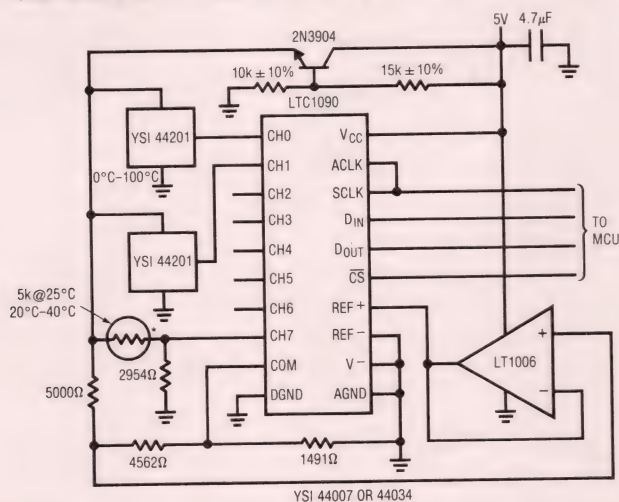 5V
4.7µF
2N3904
10k ± 10%
15k ± 10%
LTC1090
YSI 44201
0°C–100°C
YSI 44201
5k@25°C
20°C–40°C
*
2954Ω
5000Ω
4562Ω
1491Ω
CH0
CH1
CH2
CH3
CH4
CH5
CH6
CH7
COM
DGND
VCC
ACLK
SCLK
DIN
DOUT
CS
REF+
REF–
V–
AGND
TO
MCU
+
–
LT1006
YSI 44007 OR 44034